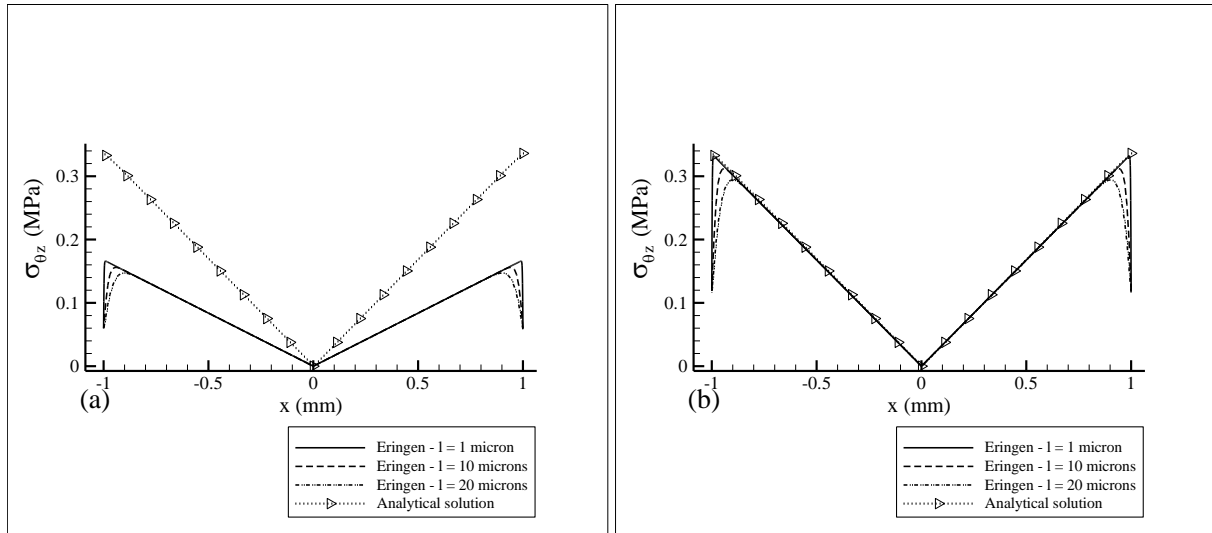 σθz (MPa)
0.3
0.2
0.1
0
-1
-0.5
0
0.5
1
x (mm)
(a)
Eringen - l = 1 micron
Eringen - l = 10 microns
Eringen - l = 20 microns
Analytical solution
σθz (MPa)
0.3
0.2
0.1
0
-1
-0.5
0
0.5
1
x (mm)
(b)
Eringen - l = 1 micron
Eringen - l = 10 microns
Eringen - l = 20 microns
Analytical solution